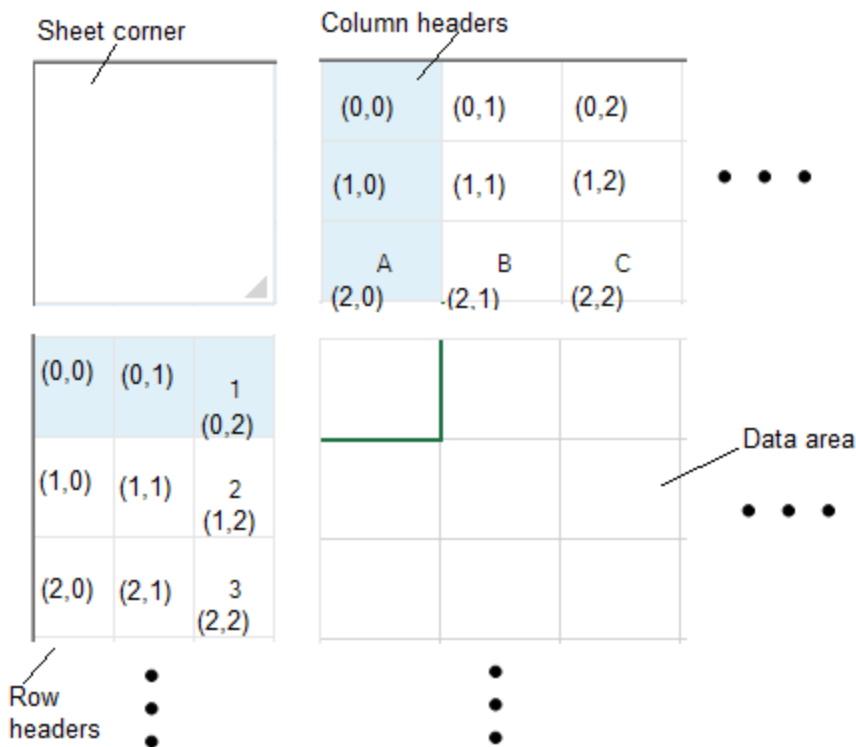 Sheet corner
Column headers
(0,0) (0,1) (0,2)
(1,0) (1,1) (1,2)
A B C
(2,0) (2,1) (2,2)
(0,0) (0,1) 1
(0,2)
(1,0) (1,1) 2
(1,2)
(2,0) (2,1) 3
(2,2)
Data area
Row
headers